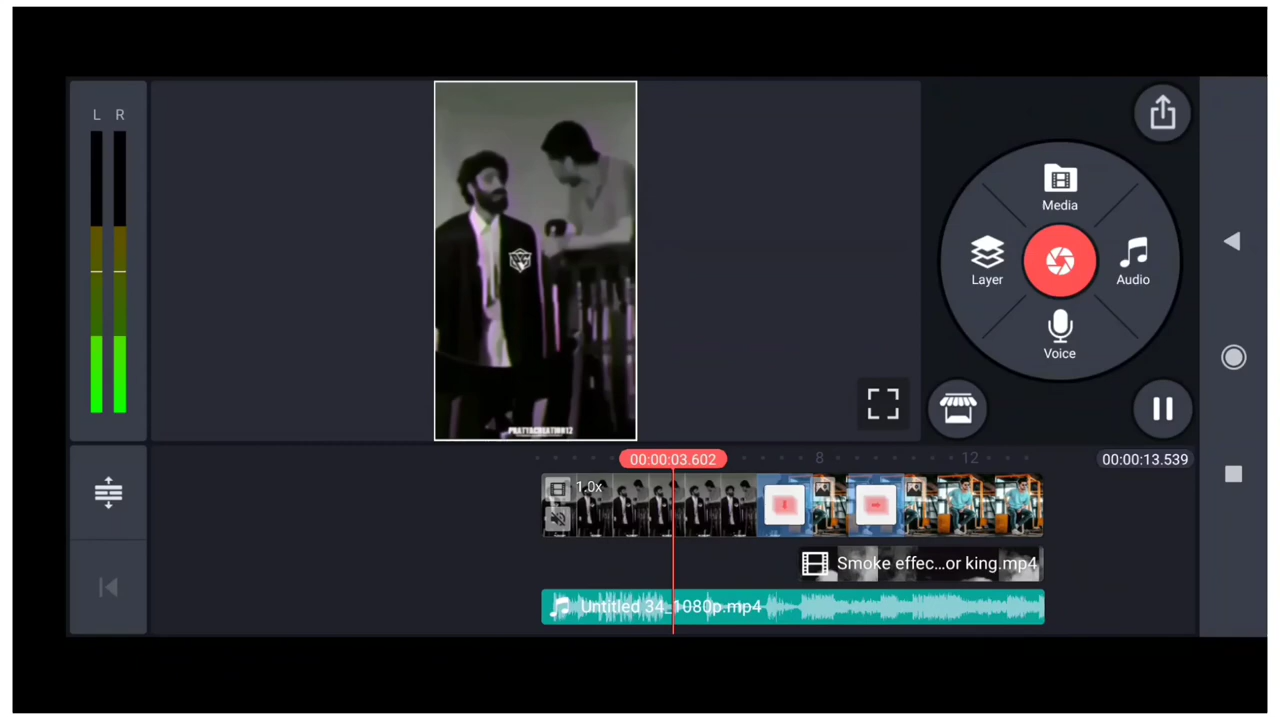 L R
Media
Layer
Audio
Voice
PRATYACREATION12
00:00:03.602
8
12
00:00:13.539
1.0x
Smoke effec...or king.mp4
Untitled 34_1080p.mp4